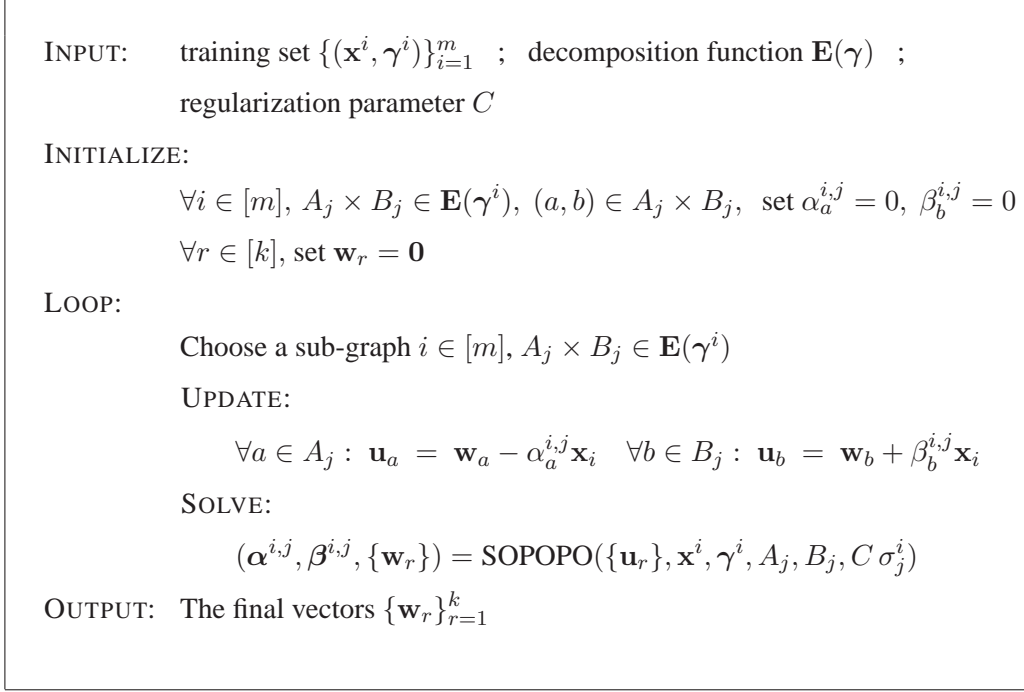 INPUT: training set {(𝐱^i, 𝜸^i)}_{i=1}^m ; decomposition function 𝐄(𝜸) ;
regularization parameter C
INITIALIZE:
∀i ∈ [m], A_j × B_j ∈ 𝐄(𝜸^i), (a, b) ∈ A_j × B_j, set α_a^{i,j} = 0, β_b^{i,j} = 0
∀r ∈ [k], set 𝐰_r = 𝟎
LOOP:
Choose a sub-graph i ∈ [m], A_j × B_j ∈ 𝐄(𝜸^i)
UPDATE:
∀a ∈ A_j : 𝐮_a = 𝐰_a − α_a^{i,j} 𝐱_i ∀b ∈ B_j : 𝐮_b = 𝐰_b + β_b^{i,j} 𝐱_i
SOLVE:
(𝜶^{i,j}, 𝜷^{i,j}, {𝐰_r}) = SOPOPO({𝐮_r}, 𝐱^i, 𝜸^i, A_j, B_j, C σ_j^i)
OUTPUT: The final vectors {𝐰_r}_{r=1}^k